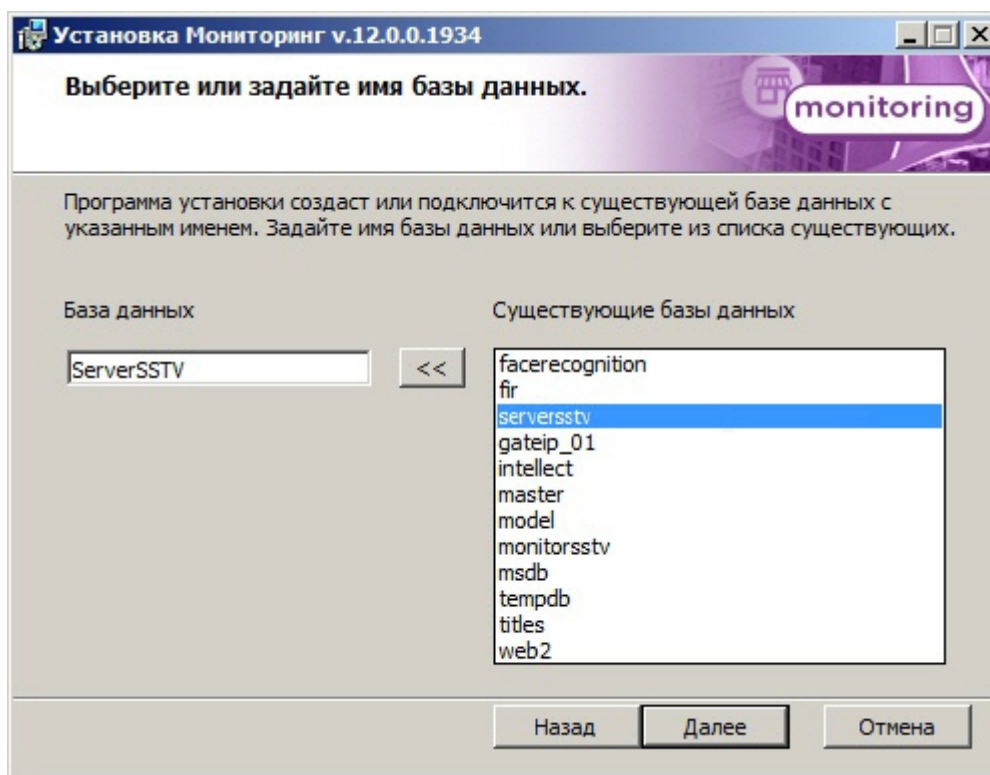 Установка Мониторинг v.12.0.0.1934
Выберите или задайте имя базы данных.
monitoring
Программа установки создаст или подключится к существующей базе данных с
указанным именем. Задайте имя базы данных или выберите из списка существующих.
База данных
Существующие базы данных
ServerSSTV
<<
facerecognition
fir
serversstv
gateip_01
intellect
master
model
monitorsstv
msdb
tempdb
titles
web2
Назад
Далее
Отмена